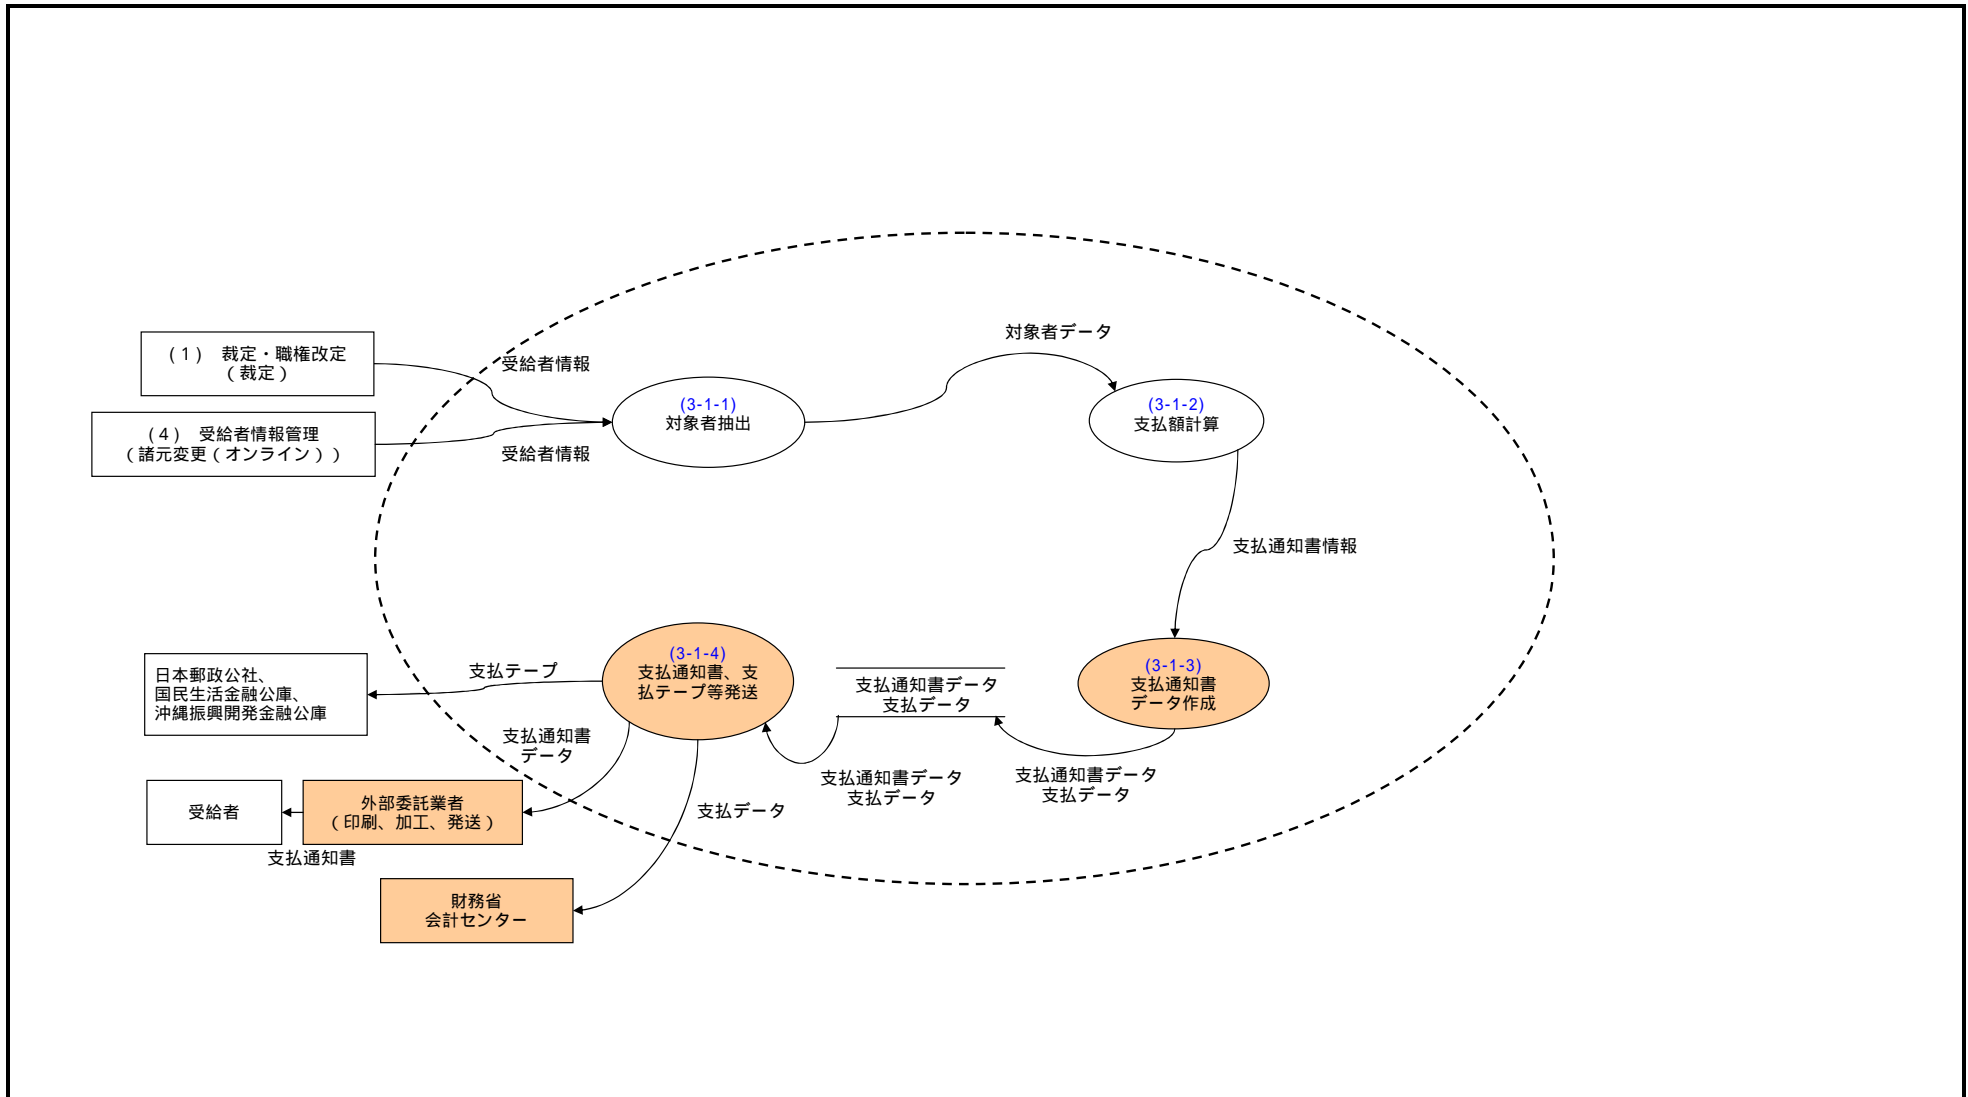 (1) 裁定・職権改定
(裁定)
受給者情報
対象者データ
(3-1-1)
対象者抽出
(3-1-2)
支払額計算
(4) 受給者情報管理
(諸元変更(オンライン))
受給者情報
支払通知書情報
日本郵政公社、
国民生活金融公庫、
沖縄振興開発金融公庫
支払テープ
(3-1-4)
支払通知書、支
払テープ等発送
支払通知書データ
支払データ
(3-1-3)
支払通知書
データ作成
支払通知書
データ
支払通知書データ
支払データ
支払通知書データ
支払データ
受給者
外部委託業者
(印刷、加工、発送)
支払データ
支払通知書
財務省
会計センター